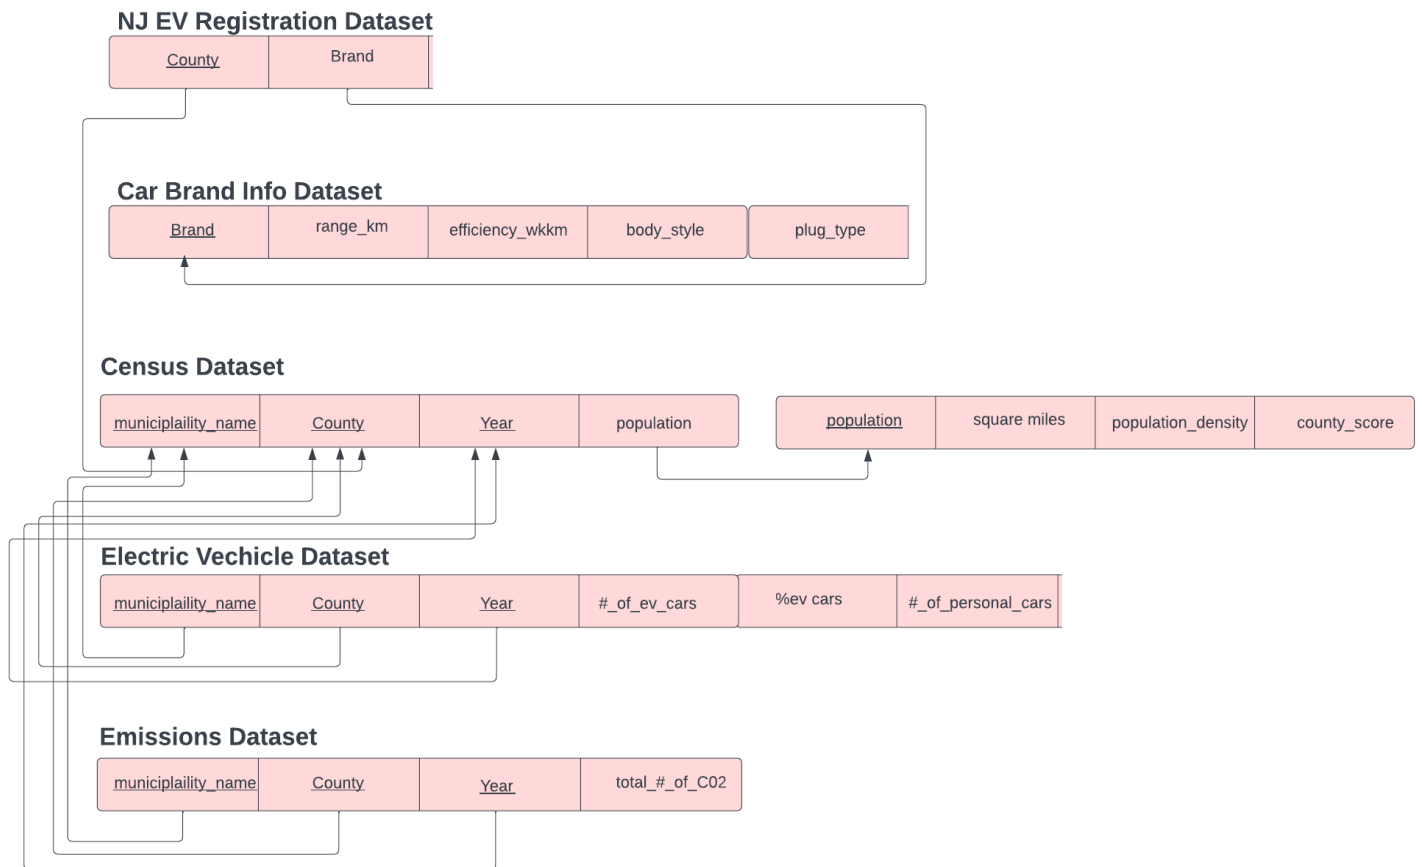 NJ EV Registration Dataset
County Brand
Car Brand Info Dataset
Brand range_km efficiency_wkkm body_style plug_type
Census Dataset
municiplaility_name County Year population
population square miles population_density county_score
Electric Vechicle Dataset
municiplaility_name County Year #_of_ev_cars %ev cars #_of_personal_cars
Emissions Dataset
municiplaility_name County Year total_#_of_C02